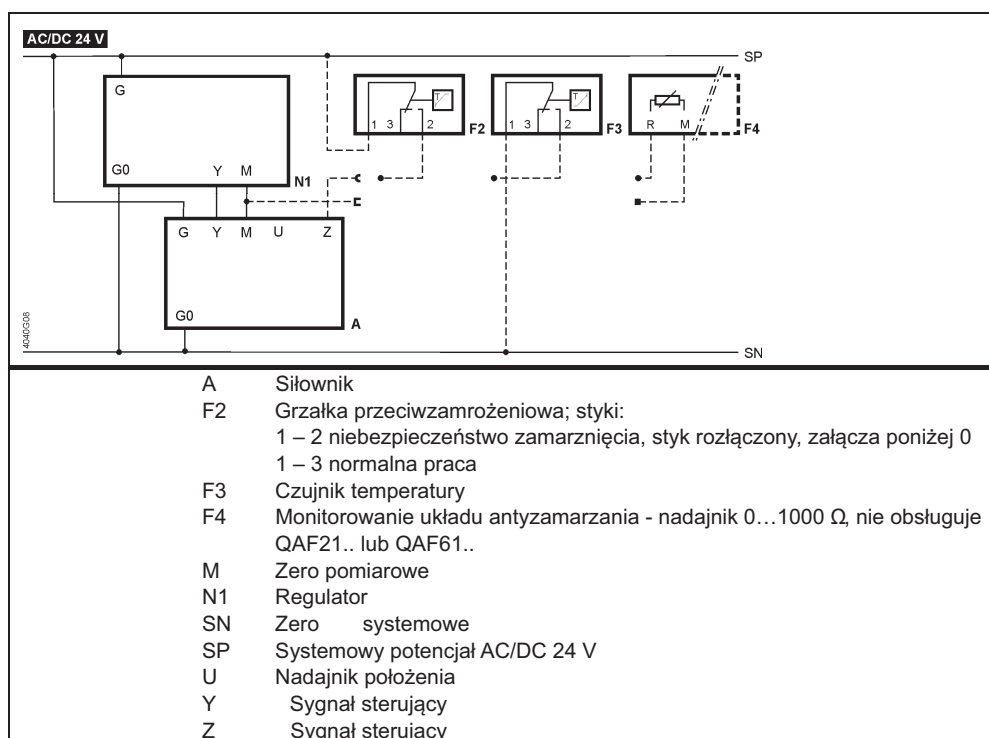 AC/DC 24 V
SP
G
G0 Y M
N1
1 3 2
F2
1 3 2
F3
R M
F4
G Y M U Z
G0
A
4040G08
SN
A Siłownik
F2 Grzałka przeciwzamrożeniowa; styki:
1 – 2 niebezpieczeństwo zamarznięcia, styk rozłączony, załącza poniżej 0
1 – 3 normalna praca
F3 Czujnik temperatury
F4 Monitorowanie układu antyzamarzania - nadajnik 0…1000 Ω, nie obsługuje
QAF21.. lub QAF61..
M Zero pomiarowe
N1 Regulator
SN Zero systemowe
SP Systemowy potencjał AC/DC 24 V
U Nadajnik położenia
Y Sygnał sterujący
Z Sygnał sterujący